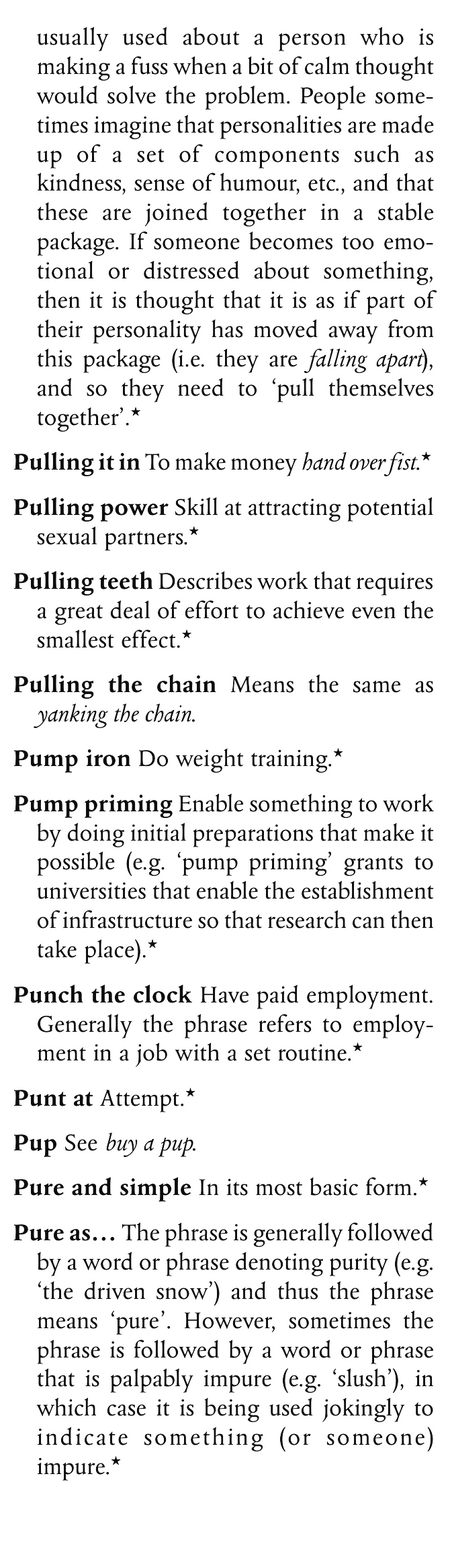 usually used about a person who is
making a fuss when a bit of calm thought
would solve the problem. People some-
times imagine that personalities are made
up of a set of components such as
kindness, sense of humour, etc., and that
these are joined together in a stable
package. If someone becomes too emo-
tional or distressed about something,
then it is thought that it is as if part of
their personality has moved away from
this package (i.e. they are falling apart),
and so they need to ‘pull themselves
together’.★
Pulling it in To make money hand over fist.★
Pulling power Skill at attracting potential
sexual partners.★
Pulling teeth Describes work that requires
a great deal of effort to achieve even the
smallest effect.★
Pulling the chain Means the same as
yanking the chain.
Pump iron Do weight training.★
Pump priming Enable something to work
by doing initial preparations that make it
possible (e.g. ‘pump priming’ grants to
universities that enable the establishment
of infrastructure so that research can then
take place).★
Punch the clock Have paid employment.
Generally the phrase refers to employ-
ment in a job with a set routine.★
Punt at Attempt.★
Pup See buy a pup.
Pure and simple In its most basic form.★
Pure as… The phrase is generally followed
by a word or phrase denoting purity (e.g.
‘the driven snow’) and thus the phrase
means ‘pure’. However, sometimes the
phrase is followed by a word or phrase
that is palpably impure (e.g. ‘slush’), in
which case it is being used jokingly to
indicate something (or someone)
impure.★